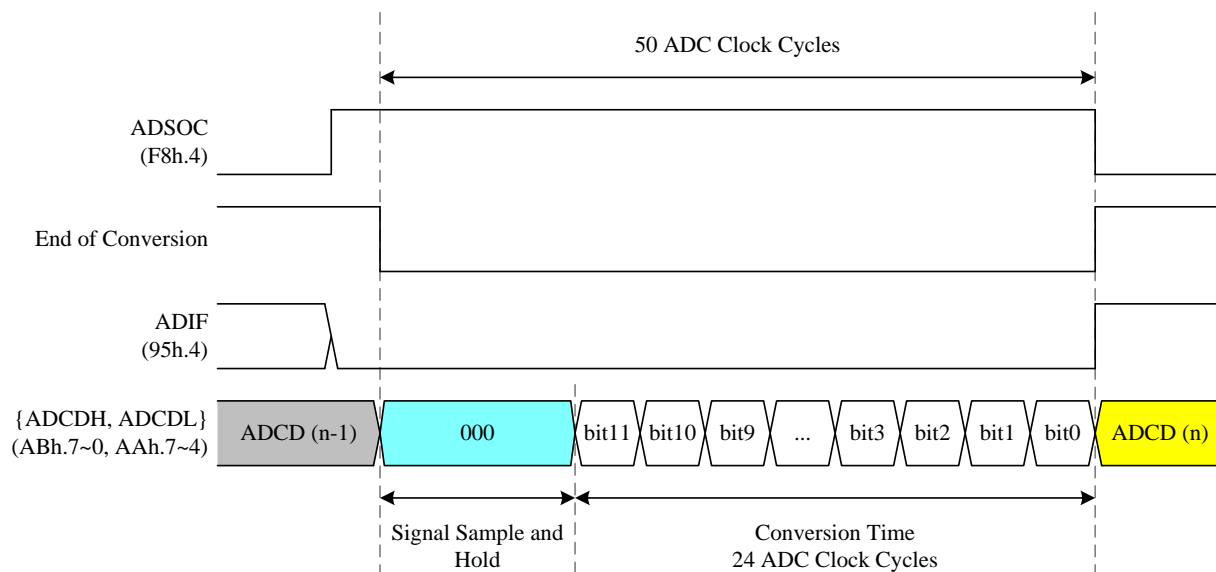 50 ADC Clock Cycles
ADSOC
(F8h.4)
End of Conversion
ADIF
(95h.4)
{ADCDH, ADCDL}
(ABh.7~0, AAh.7~4)
ADCD (n-1)
000
bit11
bit10
bit9
...
bit3
bit2
bit1
bit0
ADCD (n)
Signal Sample and
Hold
Conversion Time
24 ADC Clock Cycles